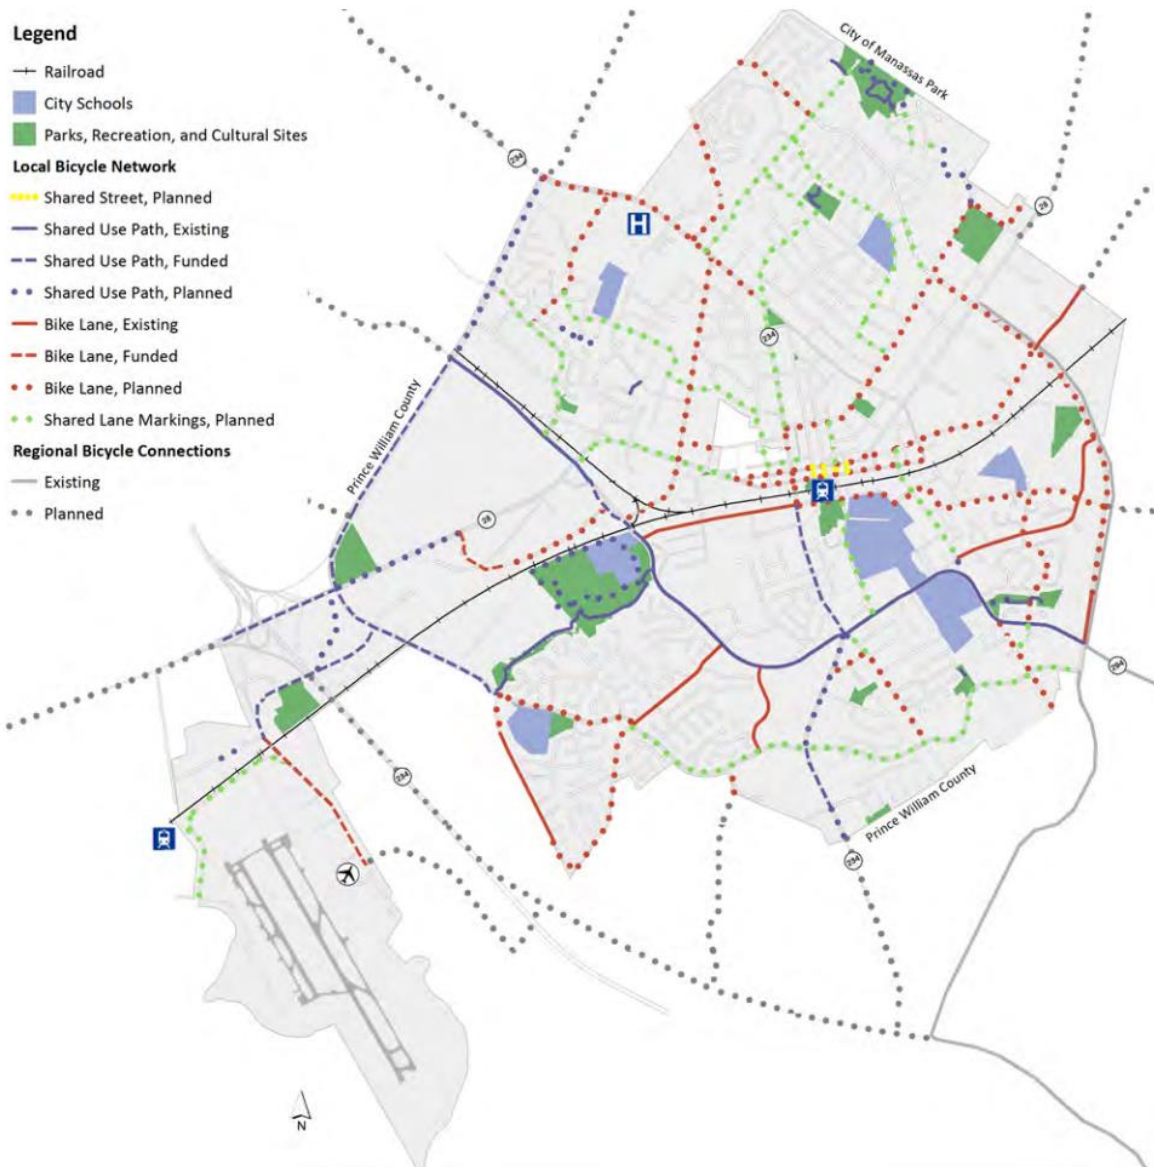 Legend
Railroad
City Schools
Parks, Recreation, and Cultural Sites
Local Bicycle Network
Shared Street, Planned
Shared Use Path, Existing
Shared Use Path, Funded
Shared Use Path, Planned
Bike Lane, Existing
Bike Lane, Funded
Bike Lane, Planned
Shared Lane Markings, Planned
Regional Bicycle Connections
Existing
Planned
City of Manassas Park
234
28
H
234
Prince William County
28
294
234
Prince William County
234
N